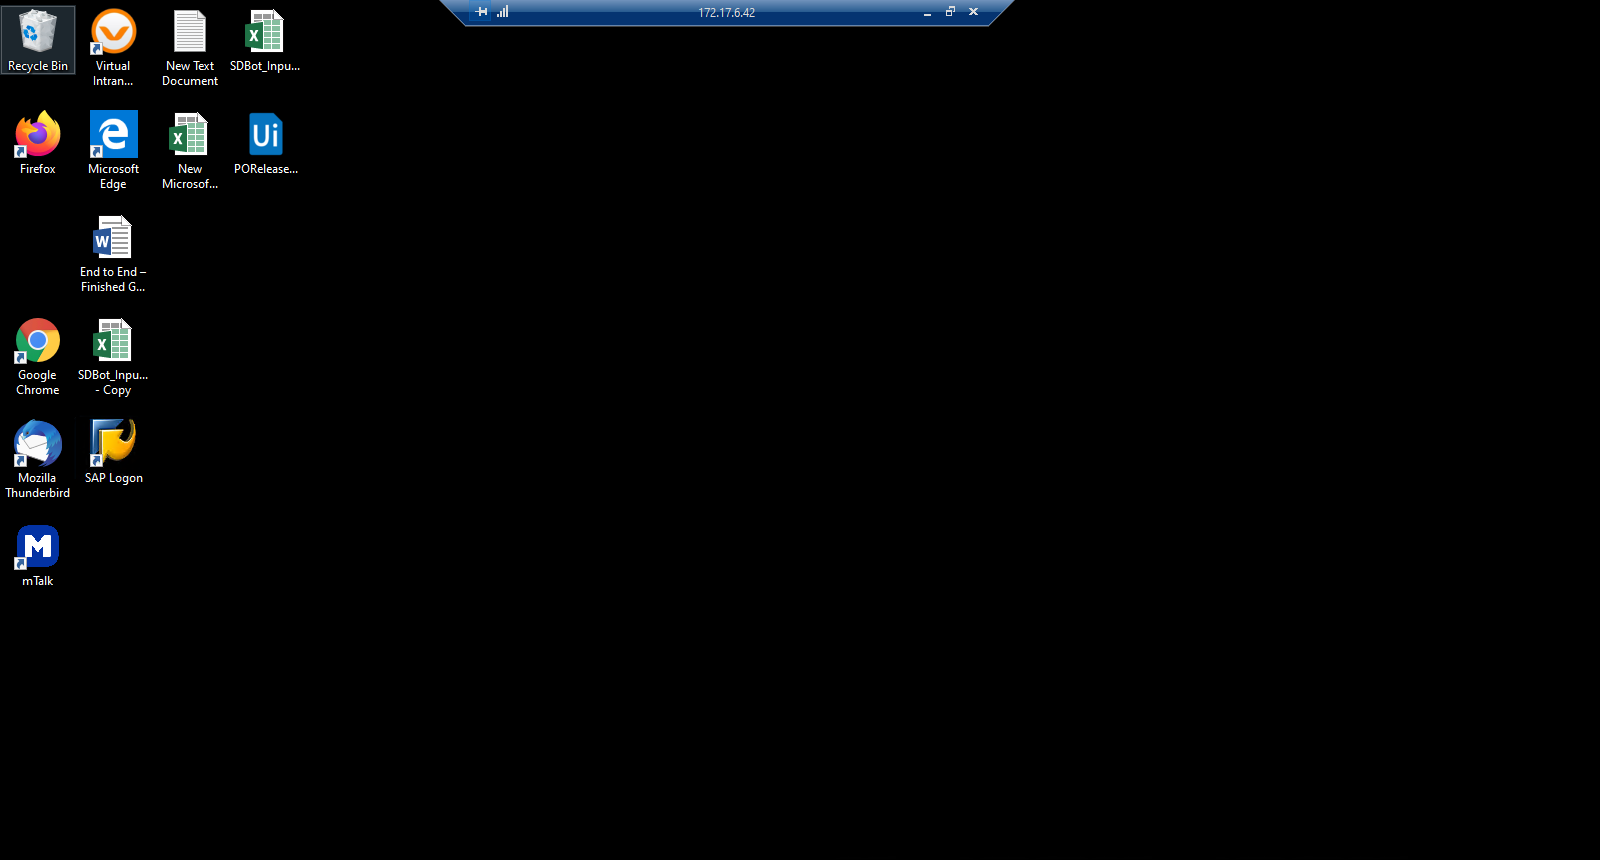 172.17.6.42
Recycle Bin
Virtual
Intran...
New Text
Document
SDBot_Inpu...
Firefox
Microsoft
Edge
New
Microsof...
Ui
PORelease...
End to End –
Finished G...
Google
Chrome
SDBot_Inpu...
- Copy
Mozilla
Thunderbird
SAP Logon
M
mTalk